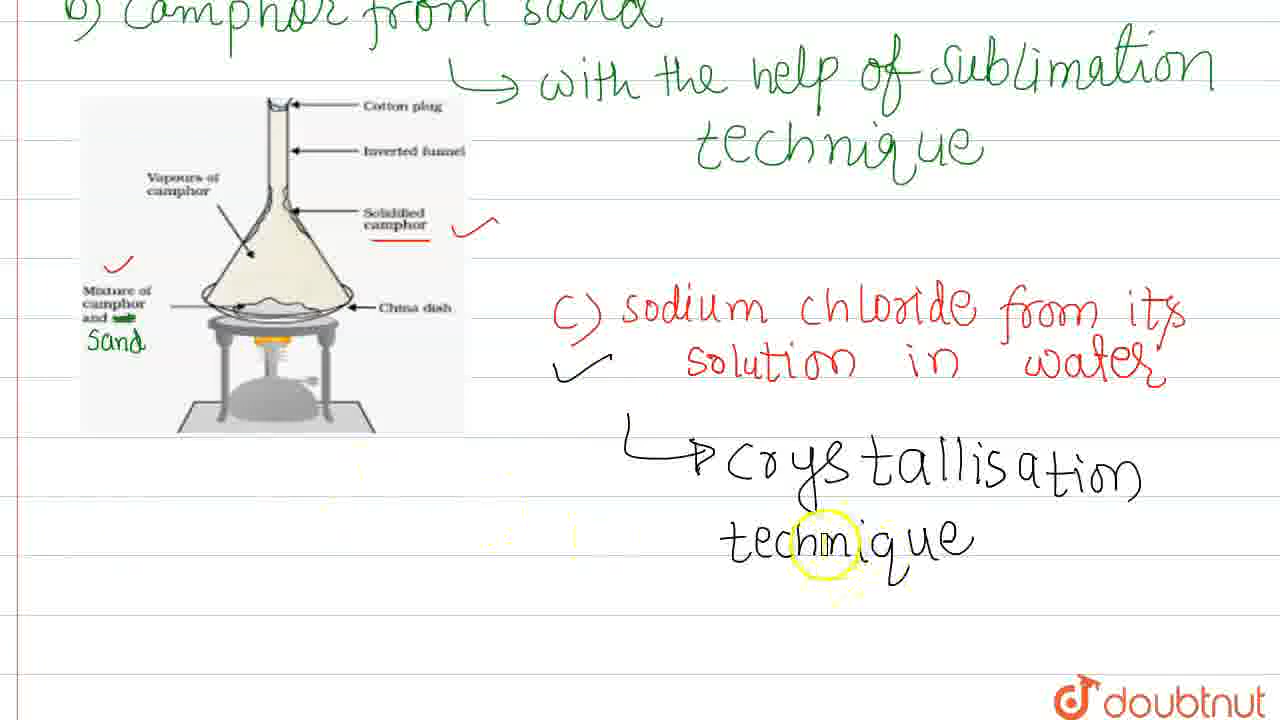 b) camphor from sand
with the help of sublimation
technique
Cotton plug
Inverted funnel
Vapours of
camphor
Solidified
camphor
Mixture of
camphor
and
sand
China dish
c) sodium chloride from its
solution in water
crystallisation
technique
doubtnut